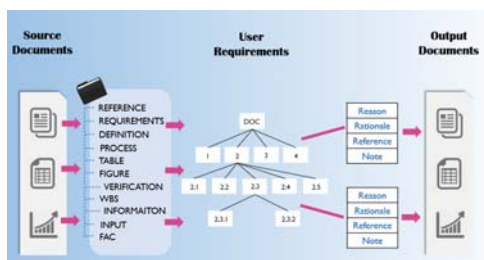 Source
Documents
User
Requirements
Output
Documents
REFERENCE
REQUIREMENTS
DEFINITION
PROCESS
TABLE
FIGURE
VERIFICATION
WBS
INFORMAITON
INPUT
FAC
DOC
1 2 3 4
2.1 2.2 2.3 2.4 2.5
2.3.1 2.3.2
Reason
Rationale
Reference
Note
Reason
Rationale
Reference
Note